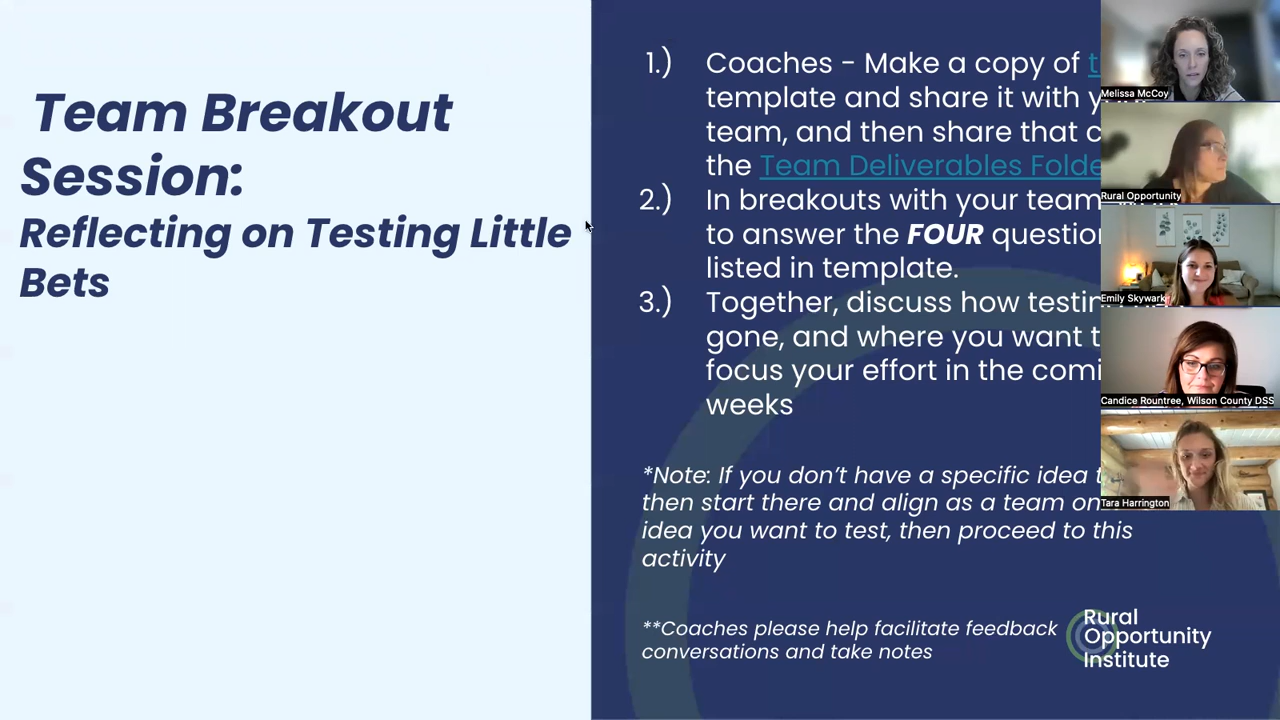 Team Breakout
Session:
Reflecting on Testing Little
Bets
1.) Coaches - Make a copy of
template and share it with
team, and then share that
the Team Deliverables
2.) In breakouts with your team
to answer the FOUR
listed in template.
3.) Together, discuss how
gone, and where you want
focus your effort in the
weeks
*Note: If you don’t have a specific idea
then start there and align as a team on
idea you want to test, then proceed to this
activity
**Coaches please help facilitate feedback
conversations and take notes
Rural
Opportunity
Institute
Melissa McCoy
Rural Opportunity
Emily Skywark
Candice Rountree, Wilson County DSS
Tara Harrington